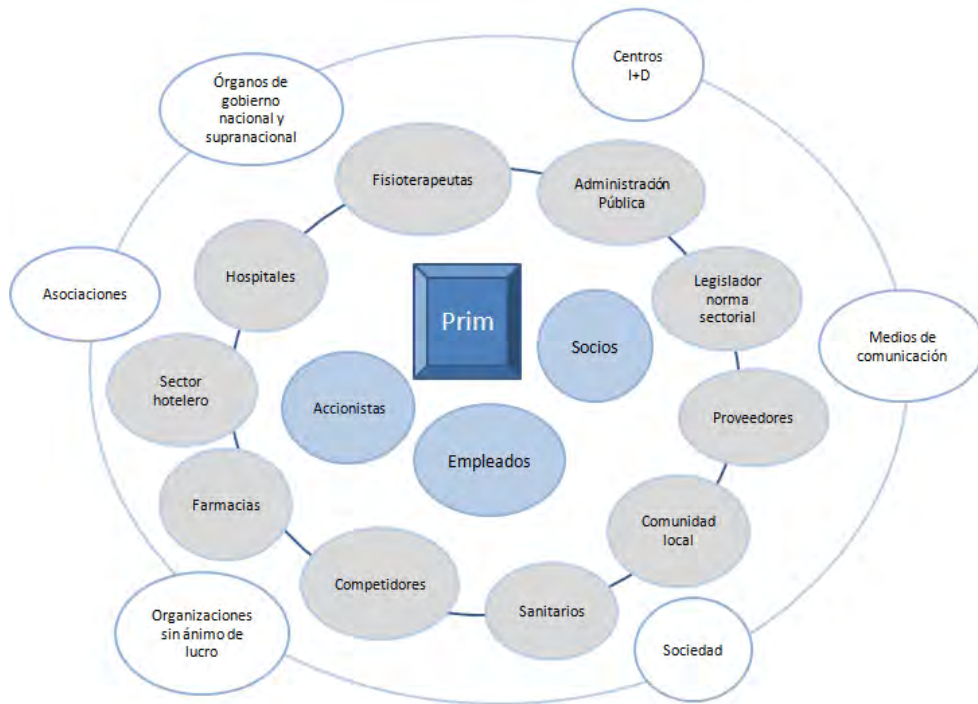 Centros
I+D
Órganos de
gobierno
nacional y
supranacional
Fisioterapeutas
Administración
Pública
Hospitales
Legislador
norma
sectorial
Asociaciones
Prim
Socios
Medios de
comunicación
Sector
hotelero
Accionistas
Proveedores
Empleados
Farmacias
Comunidad
local
Competidores
Sanitarios
Organizaciones
sin ánimo de
lucro
Sociedad